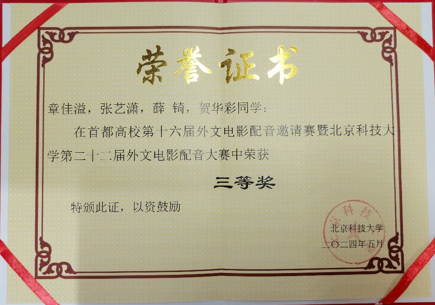 荣誉证书
章佳溢，张艺潇，薛 锜，贺华彩同学：
在首都高校第十六届外文电影配音邀请赛暨北京科技大
学第二十二届外文电影配音大赛中荣获
三等奖
特颁此证，以资鼓励
北京科技大学
二〇二四年五月